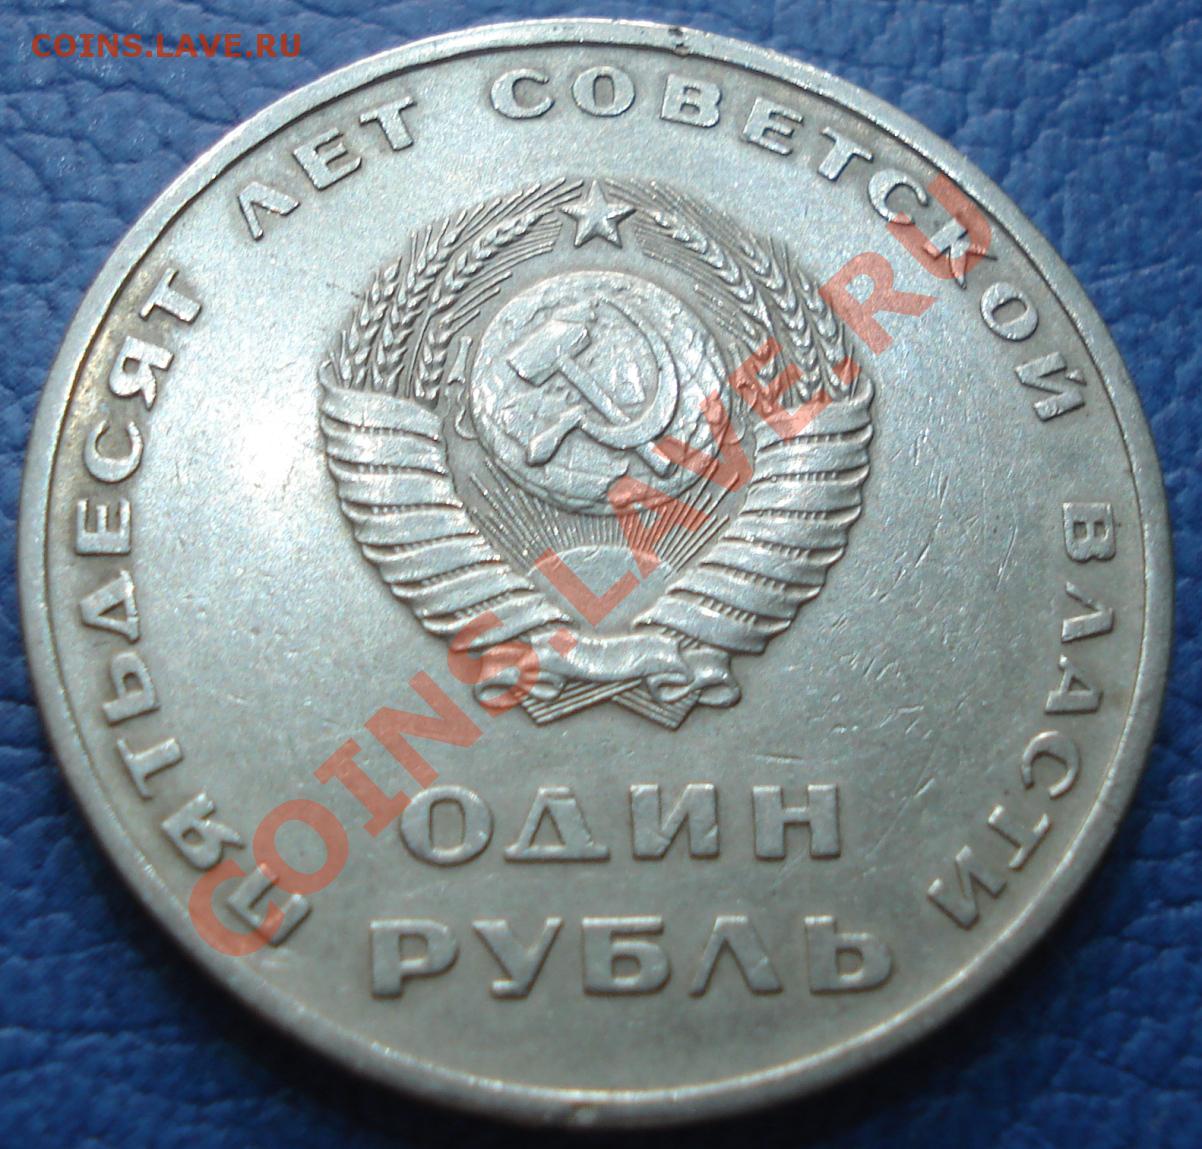 COINS.LAVE.RU
ПЯТЬДЕСЯТ ЛЕТ СОВЕТСКОЙ ВЛАСТИ
ОДИН
РУБЛЬ
COINS.LAVE.RU